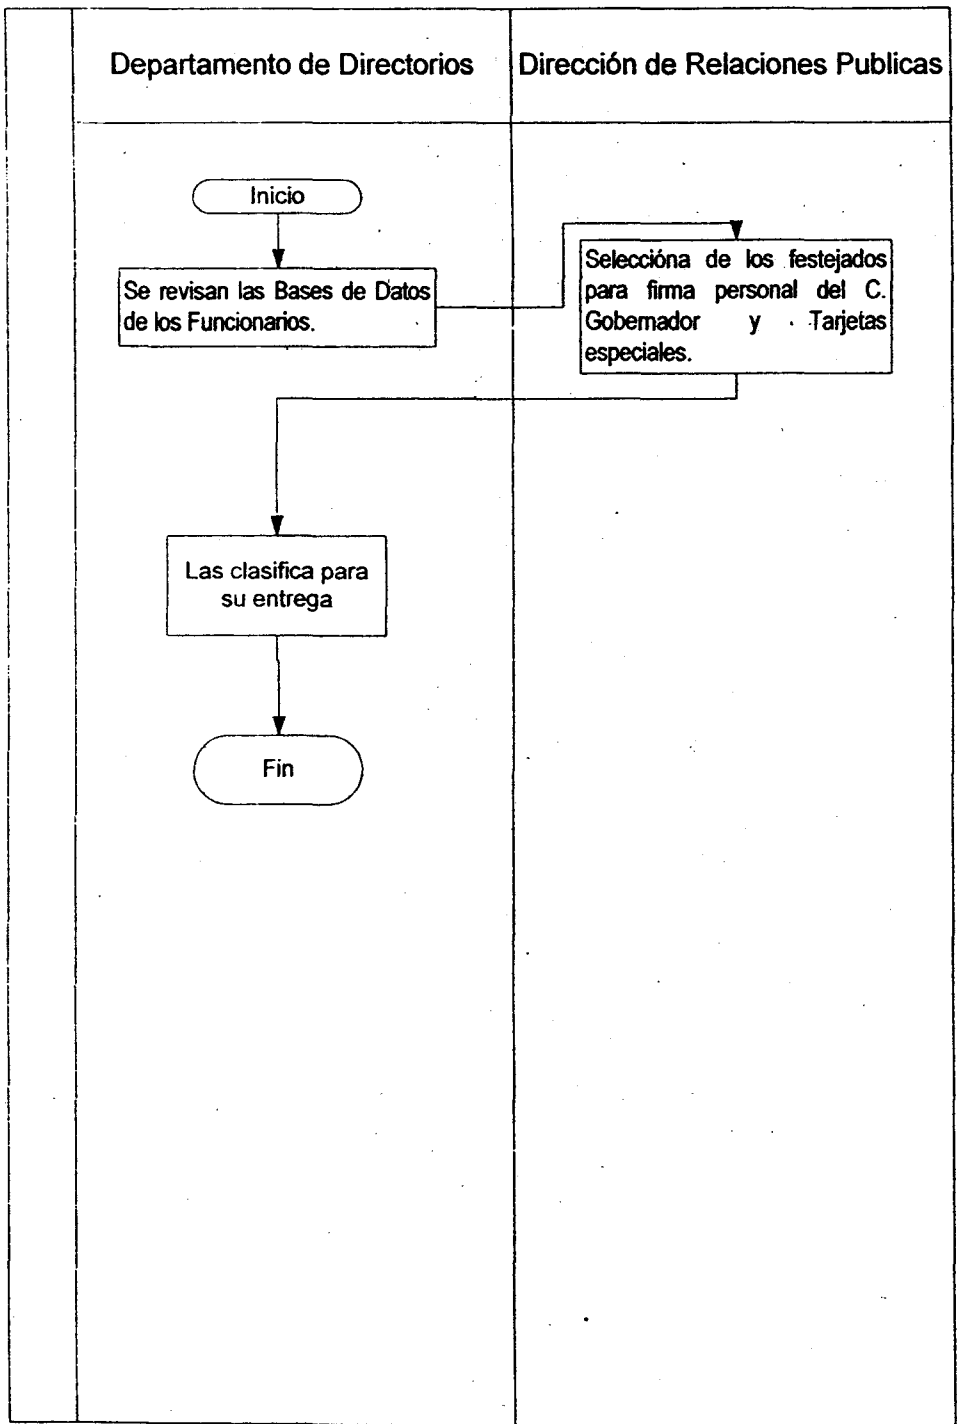 Departamento de Directorios
Dirección de Relaciones Publicas
Inicio
Se revisan las Bases de Datos
de los Funcionarios.
Seleccióna de los festejados
para firma personal del C.
Gobernador y Tarjetas
especiales.
Las clasifica para
su entrega
Fin